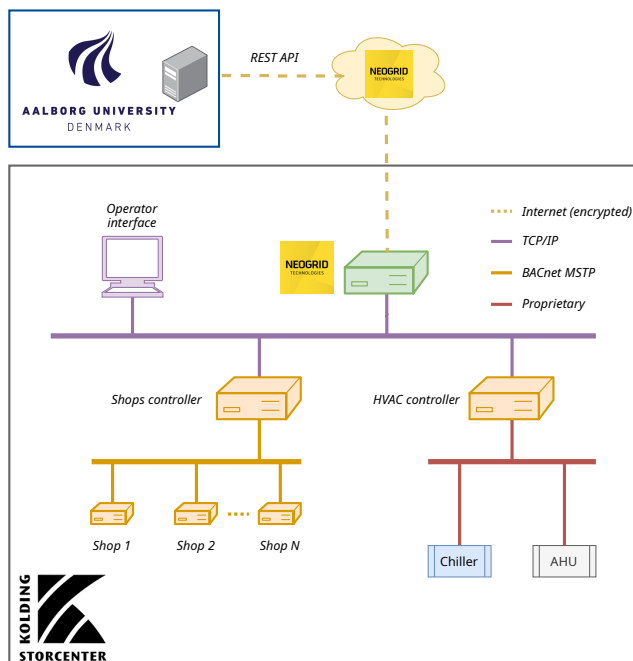 REST API
NEOGRID
TECHNOLOGIES
AALBORG UNIVERSITY
DENMARK
Operator
interface
NEOGRID
TECHNOLOGIES
Internet (encrypted)
TCP/IP
BACnet MSTP
Proprietary
Shops controller
HVAC controller
Shop 1
Shop 2
Shop N
Chiller
AHU
KOLDING
STORCENTER